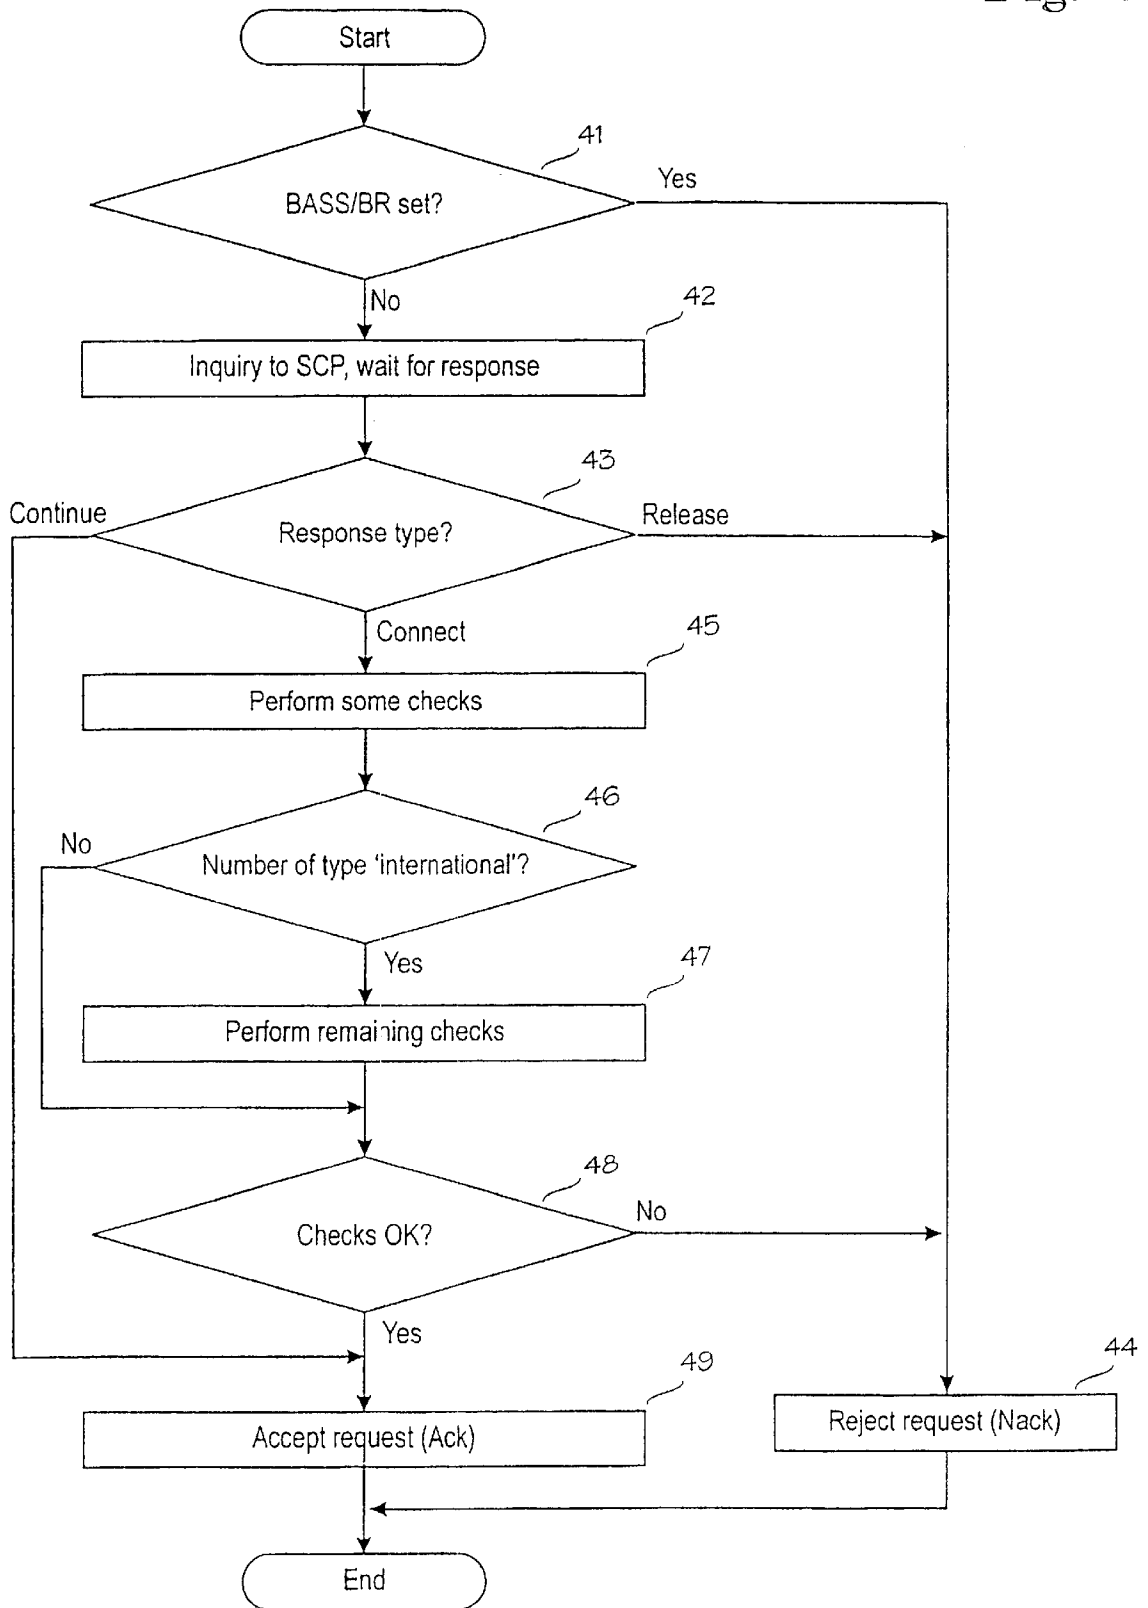 Start
41
BASS/BR set?
Yes
No
42
Inquiry to SCP, wait for response
43
Continue
Response type?
Release
Connect
45
Perform some checks
46
No
Number of type 'international'?
Yes
47
Perform remaining checks
48
Checks OK?
No
Yes
49
Accept request (Ack)
44
Reject request (Nack)
End